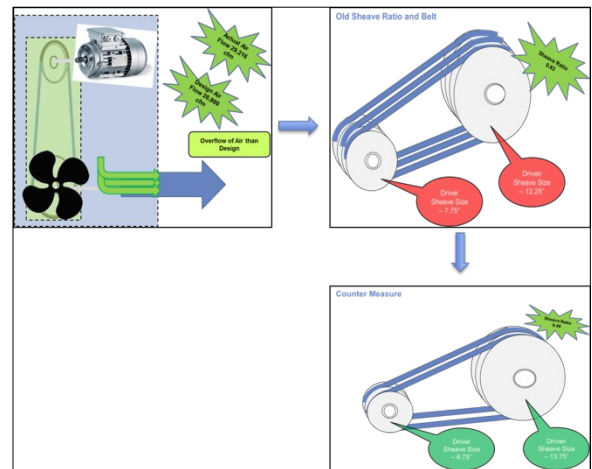 Actual Air
Flow 29,216
cfm
Design Air
Flow 26,800
cfm
Overflow of Air than
Design
Old Sheave Ratio and Belt
Sheave Ratio
0.63
Driver
Sheave Size
~ 7.75"
Driven
Sheave Size
~ 12.25"
Counter Measure
Sheave Ratio
0.49
Driver
Sheave Size
~ 6.75"
Driven
Sheave Size
~ 13.75"